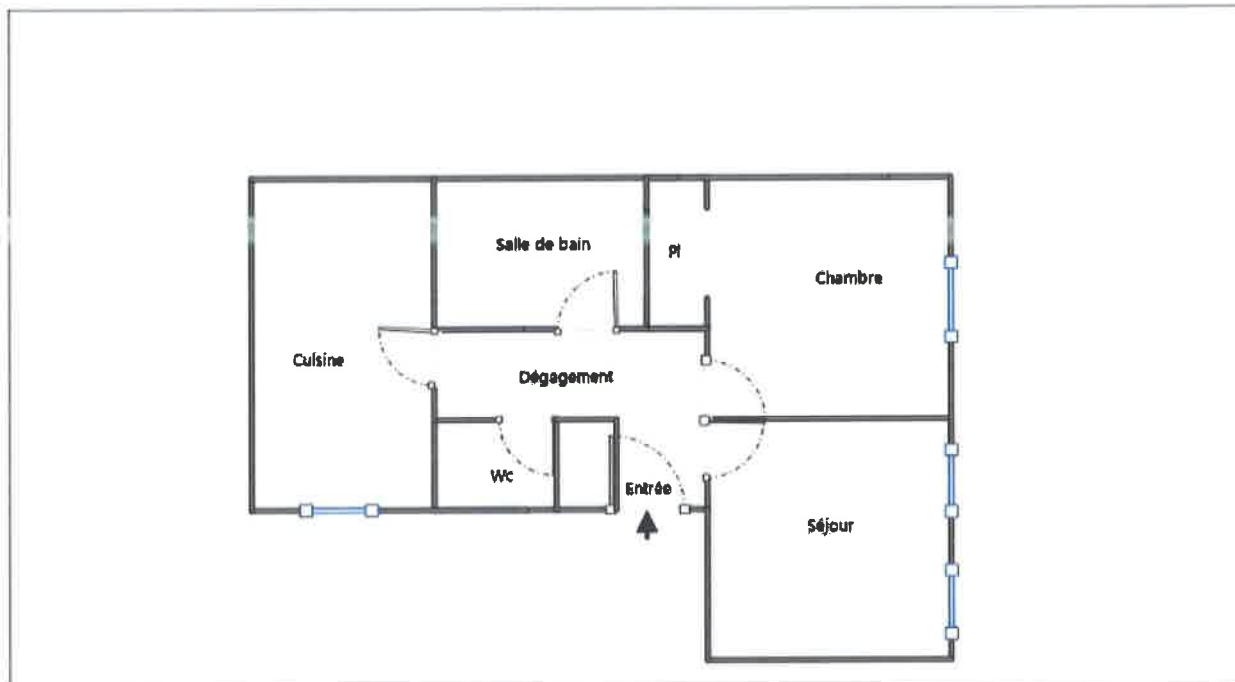 Salle de bain
Pl
Chambre
Cuisine
Dégagement
Wc
Entrée
Séjour